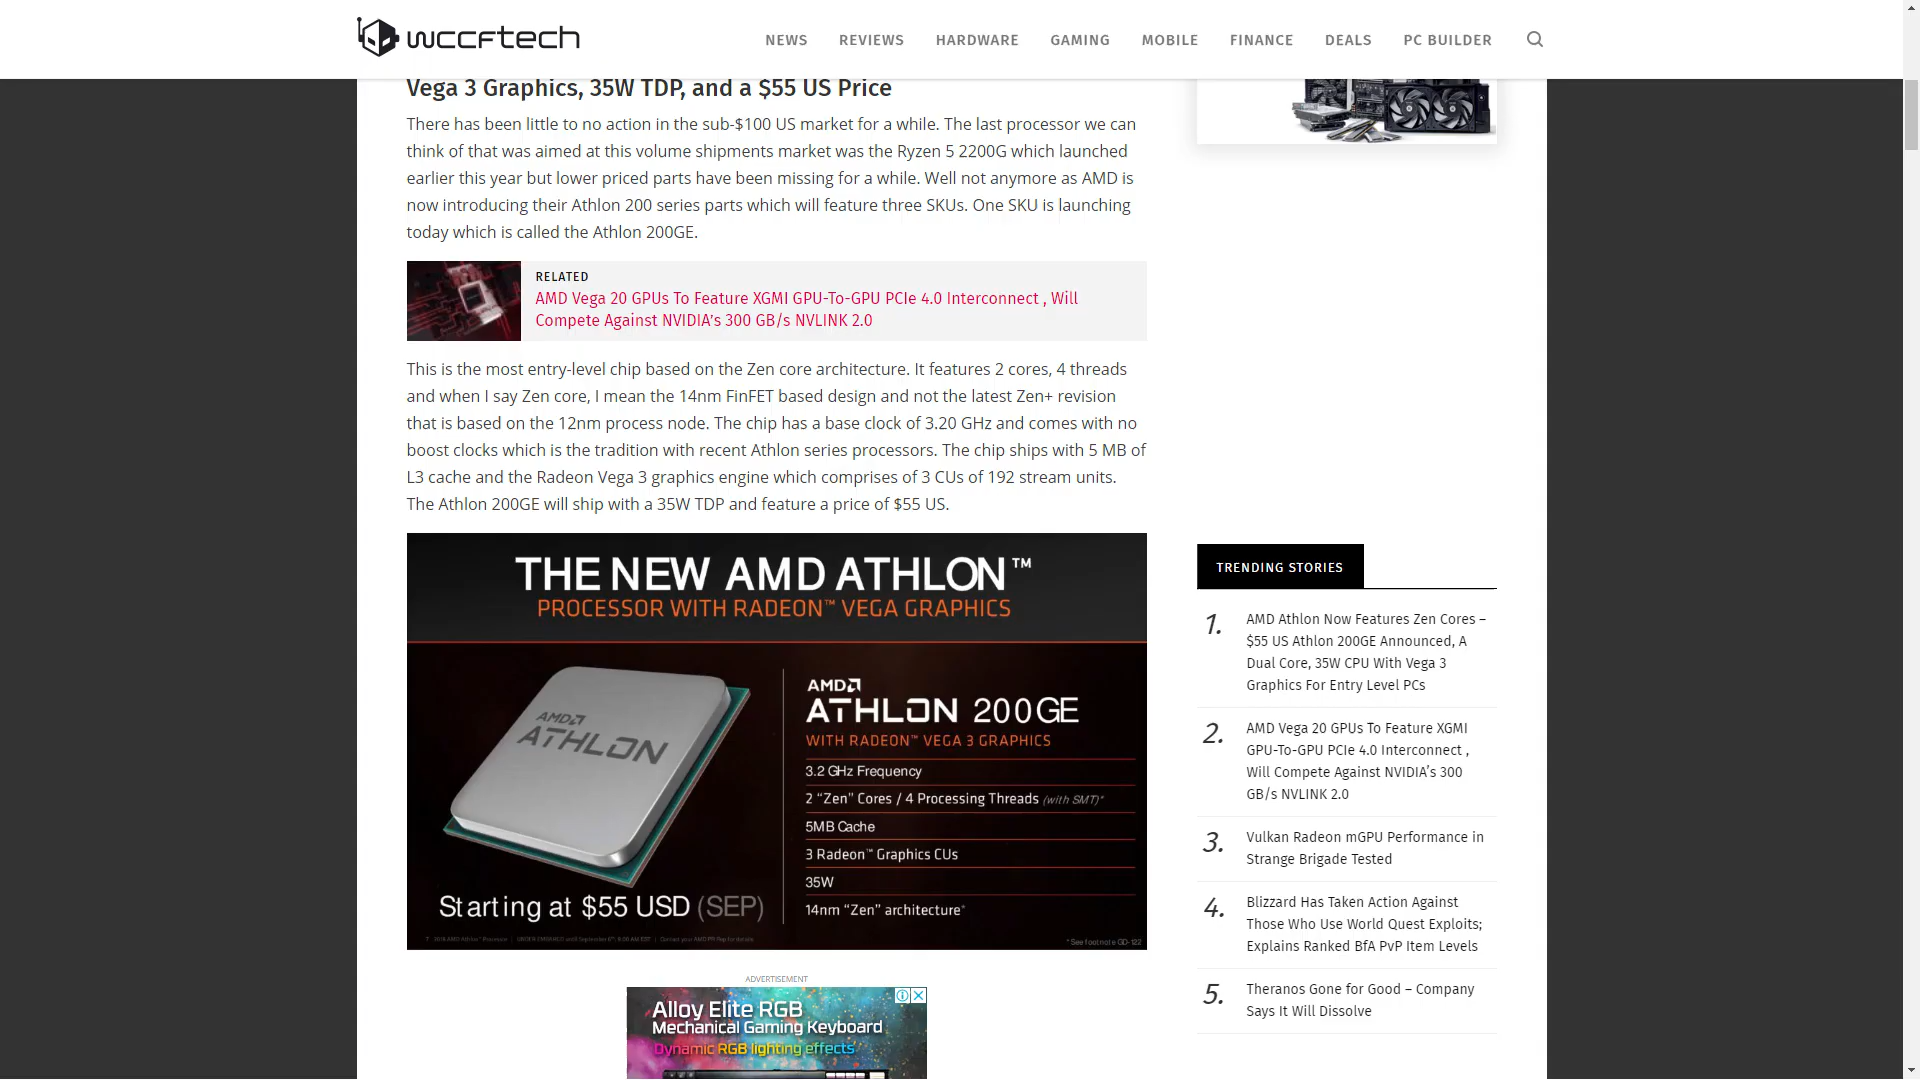 wccftech
NEWS REVIEWS HARDWARE GAMING MOBILE FINANCE DEALS PC BUILDER
Vega 3 Graphics, 35W TDP, and a $55 US Price
There has been little to no action in the sub-$100 US market for a while. The last processor we can
think of that was aimed at this volume shipments market was the Ryzen 5 2200G which launched
earlier this year but lower priced parts have been missing for a while. Well not anymore as AMD is
now introducing their Athlon 200 series parts which will feature three SKUs. One SKU is launching
today which is called the Athlon 200GE.
RELATED
AMD Vega 20 GPUs To Feature XGMI GPU-To-GPU PCIe 4.0 Interconnect , Will
Compete Against NVIDIA’s 300 GB/s NVLINK 2.0
This is the most entry-level chip based on the Zen core architecture. It features 2 cores, 4 threads
and when I say Zen core, I mean the 14nm FinFET based design and not the latest Zen+ revision
that is based on the 12nm process node. The chip has a base clock of 3.20 GHz and comes with no
boost clocks which is the tradition with recent Athlon series processors. The chip ships with 5 MB of
L3 cache and the Radeon Vega 3 graphics engine which comprises of 3 CUs of 192 stream units.
The Athlon 200GE will ship with a 35W TDP and feature a price of $55 US.
THE NEW AMD ATHLON™
PROCESSOR WITH RADEON™ VEGA GRAPHICS
AMD
ATHLON
Starting at $55 USD (SEP)
AMD
ATHLON 200GE
WITH RADEON™ VEGA 3 GRAPHICS
3.2 GHz Frequency
2 “Zen” Cores / 4 Processing Threads (with SMT)*
5MB Cache
3 Radeon™ Graphics CUs
35W
14nm “Zen” architecture*
* See footnote GD-122
ADVERTISEMENT
Alloy Elite RGB
Mechanical Gaming Keyboard
Dynamic RGB lighting effects
TRENDING STORIES
1. AMD Athlon Now Features Zen Cores –
$55 US Athlon 200GE Announced, A
Dual Core, 35W CPU With Vega 3
Graphics For Entry Level PCs
2. AMD Vega 20 GPUs To Feature XGMI
GPU-To-GPU PCIe 4.0 Interconnect ,
Will Compete Against NVIDIA’s 300
GB/s NVLINK 2.0
3. Vulkan Radeon mGPU Performance in
Strange Brigade Tested
4. Blizzard Has Taken Action Against
Those Who Use World Quest Exploits;
Explains Ranked BfA PvP Item Levels
5. Theranos Gone for Good – Company
Says It Will Dissolve